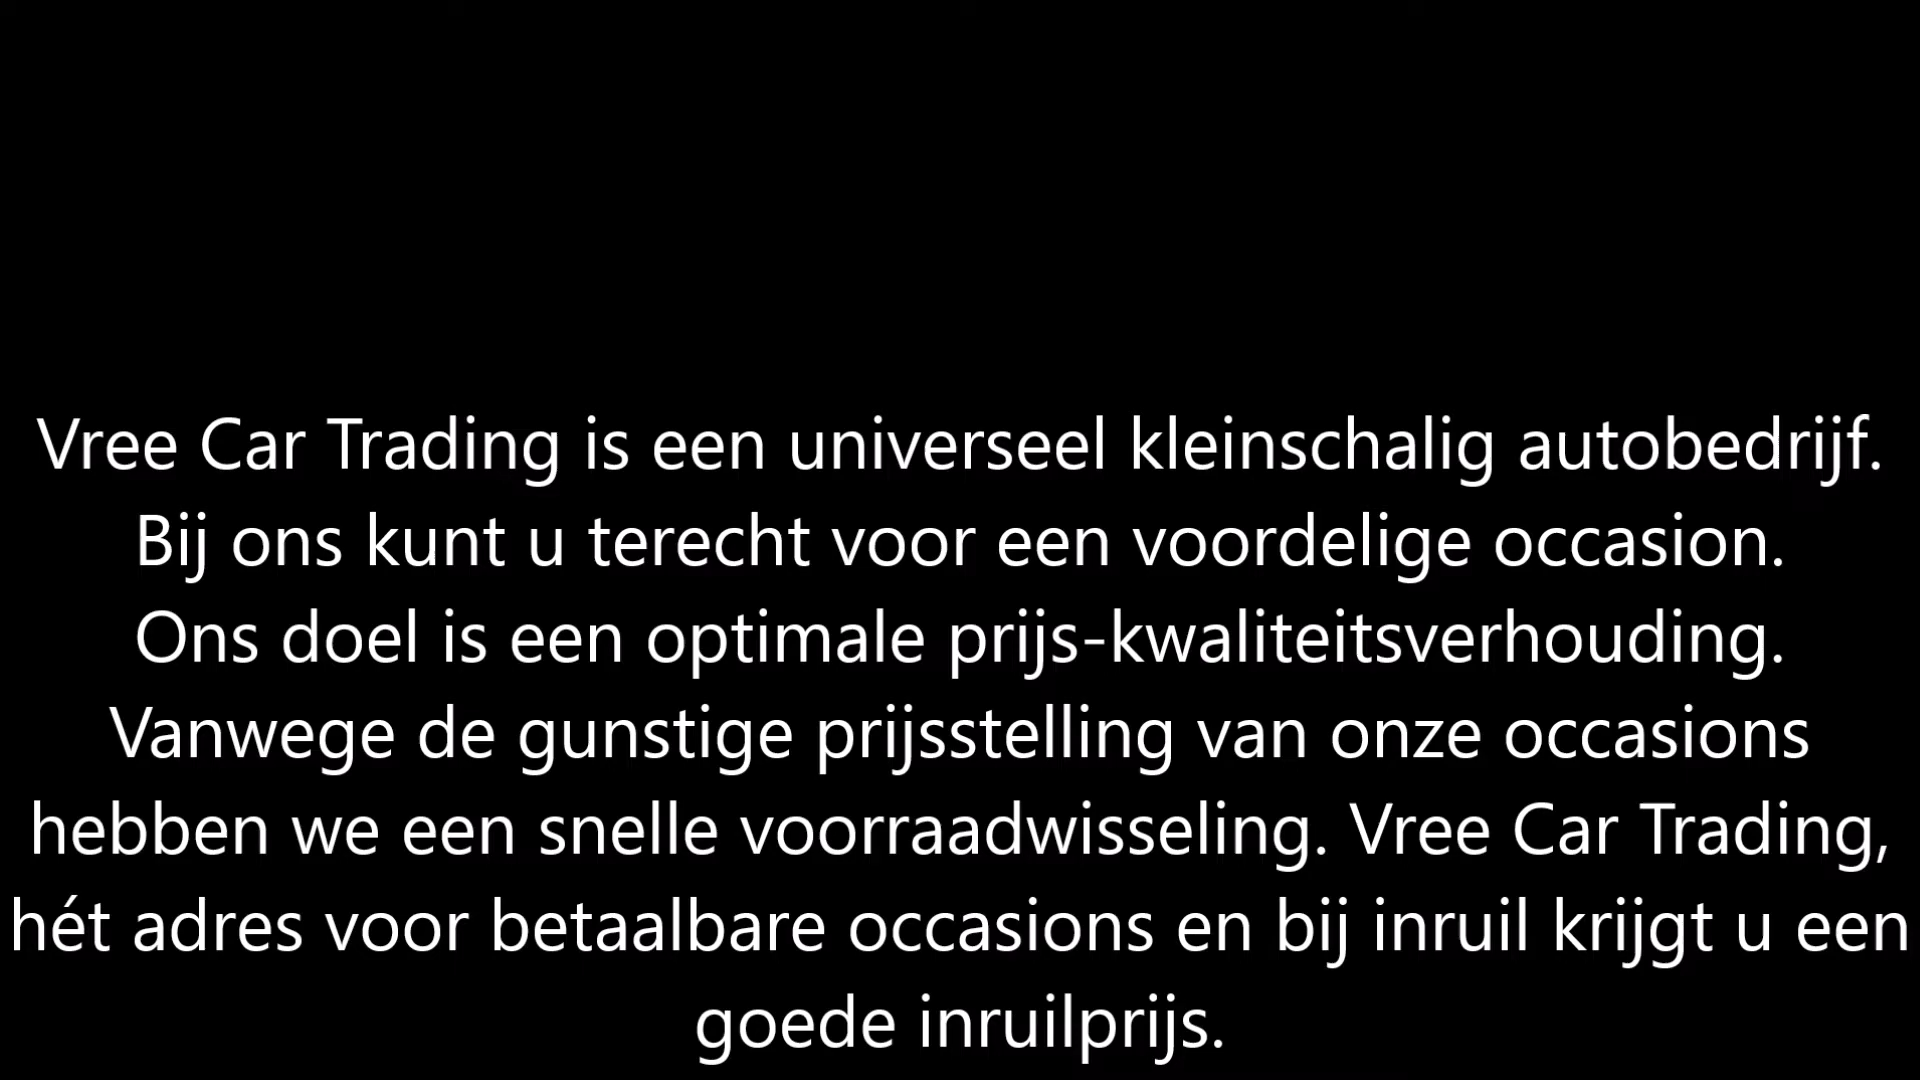 Vree Car Trading is een universeel kleinschalig autobedrijf.
Bij ons kunt u terecht voor een voordelige occasion.
Ons doel is een optimale prijs-kwaliteitsverhouding.
Vanwege de gunstige prijsstelling van onze occasions
hebben we een snelle voorraadwisseling. Vree Car Trading,
hét adres voor betaalbare occasions en bij inruil krijgt u een
goede inruilprijs.